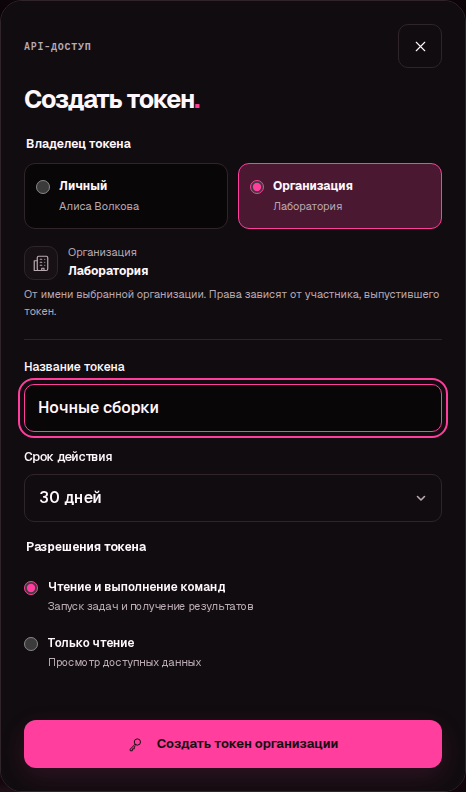 API-ДОСТУП
Создать токен.
Владелец токена
Личный
Алиса Волкова
Организация
Лаборатория
Организация
Лаборатория
От имени выбранной организации. Права зависят от участника, выпустившего
токен.
Название токена
Ночные сборки
Срок действия
30 дней
Разрешения токена
Чтение и выполнение команд
Запуск задач и получение результатов
Только чтение
Просмотр доступных данных
Создать токен организации